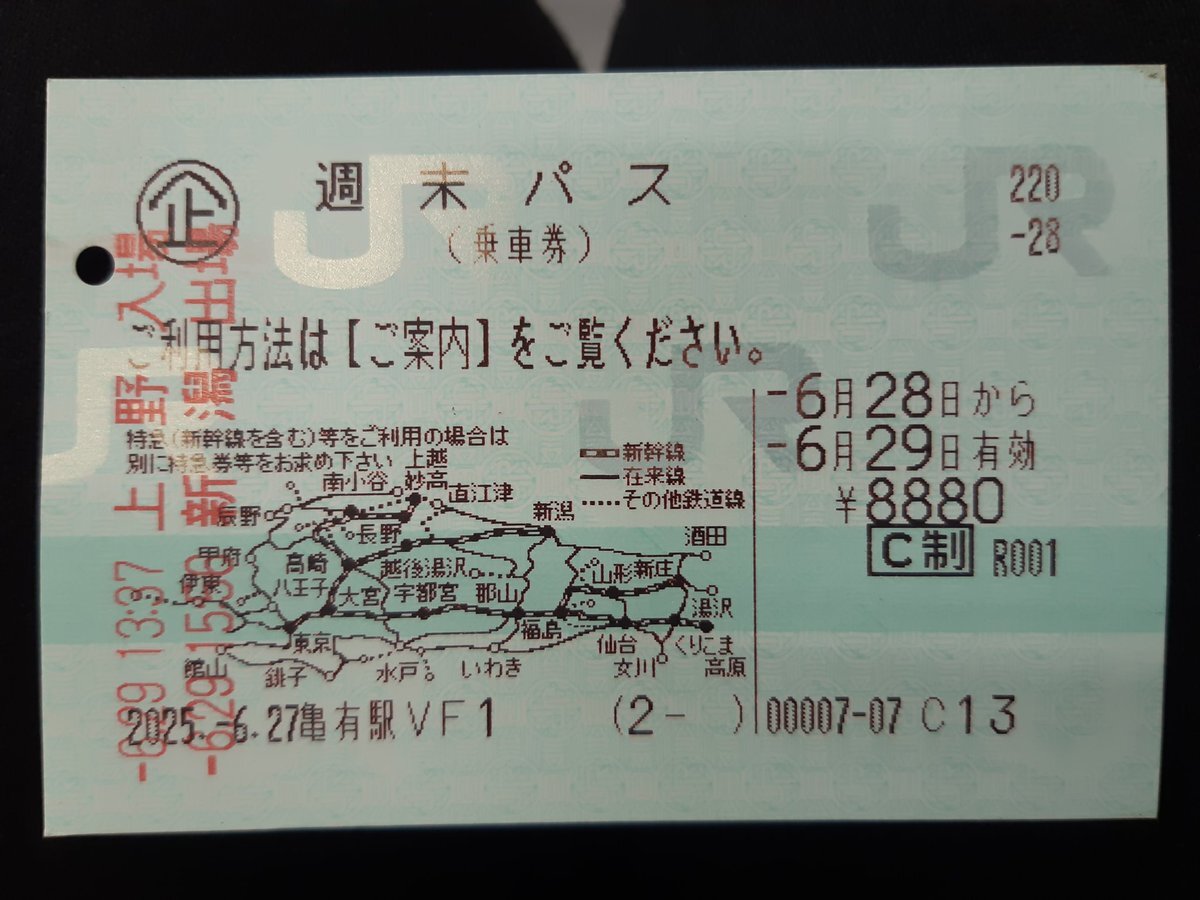 企 週末パス 220
(乗車券) -28
ご利用方法は【ご案内】をご覧ください。
-6月28日から
-6月29日有効
¥8880
C制 R001
特急(新幹線を含む)等をご利用の場合は
別に特急券等をお求め下さい
新幹線
在来線
その他鉄道線
上越
妙高
南小谷
直江津
新潟
辰野
長野
酒田
甲府
高崎
越後湯沢
山形
新庄
伊東
八王子
大宮
宇都宮
郡山
福島
湯沢
東京
仙台
くりこま
高原
館山
銚子
水戸
いわき
女川
2025.-6.27亀有駅VF1 (2- ) 00007-07 C13
-6.29 13:37 上野 入場
-6.29 15:09 新潟 出場
JR
JR
JR
JR